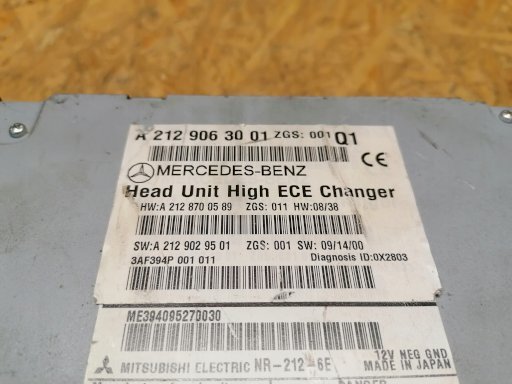 A 212 906 30 01 ZGS: 001 Q1
MERCEDES-BENZ
CE
Head Unit High ECE Changer
HW:A 212 870 05 89 ZGS: 011 HW:08/38
SW:A 212 902 95 01 ZGS: 001 SW: 09/14/00
3AF394P 001 011 Diagnosis ID:0X2803
ME394095270030
MITSUBISHI ELECTRIC NR-212-6E
12V NEG GND
MADE IN JAPAN